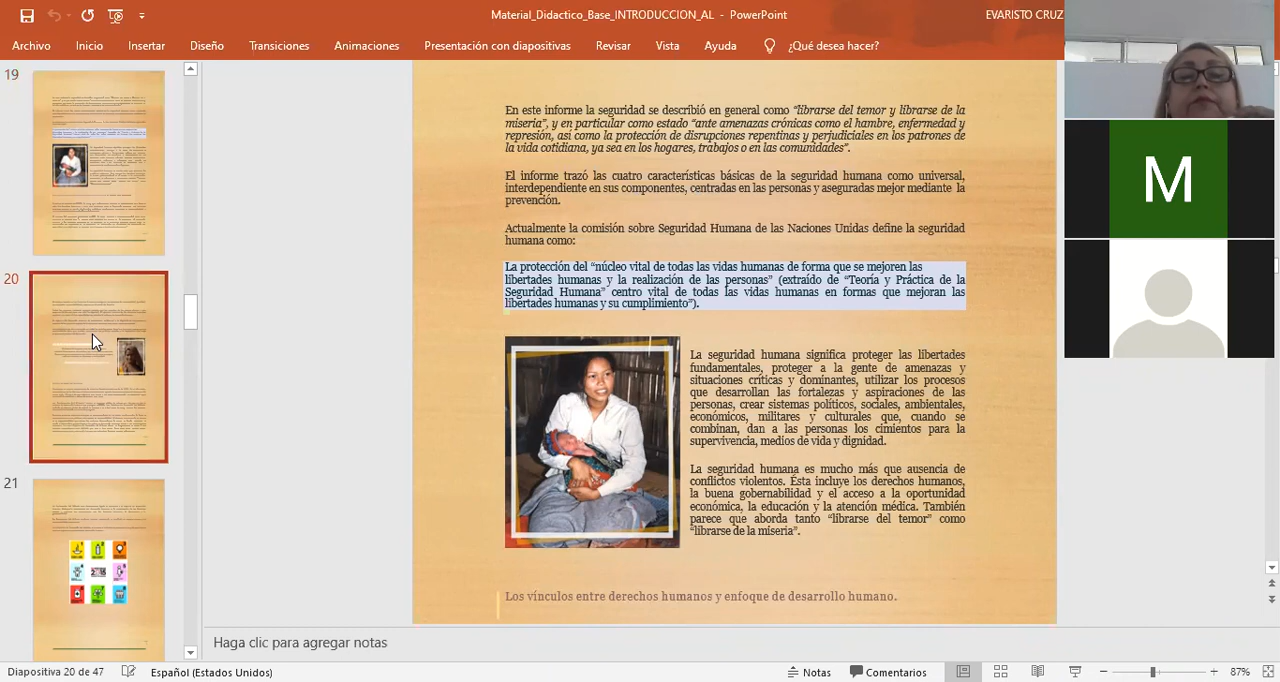 Material_Didactico_Base_INTRODUCCION_AL - PowerPoint
EVARISTO CRUZ
Archivo Inicio Insertar Diseño Transiciones Animaciones Presentación con diapositivas Revisar Vista Ayuda ¿Qué desea hacer?
19
20
21
En este informe la seguridad se describió en general como “librarse del temor y librarse de la
miseria”, y en particular como estado “ante amenazas crónicas como el hambre, enfermedad y
represión, así como la protección de disrupciones repentinas y perjudiciales en los patrones de
la vida cotidiana, ya sea en los hogares, trabajos o en las comunidades”.
El informe trazó las cuatro características básicas de la seguridad humana como universal,
interdependiente en sus componentes, centradas en las personas y aseguradas mejor mediante la
prevención.
Actualmente la comisión sobre Seguridad Humana de las Naciones Unidas define la seguridad
humana como:
La protección del “núcleo vital de todas las vidas humanas de forma que se mejoren las
libertades humanas y la realización de las personas” (extraído de “Teoría y Práctica de la
Seguridad Humana” centro vital de todas las vidas humanas en formas que mejoran las
libertades humanas y su cumplimiento”).
La seguridad humana significa proteger las libertades
fundamentales, proteger a la gente de amenazas y
situaciones críticas y dominantes, utilizar los procesos
que desarrollan las fortalezas y aspiraciones de las
personas, crear sistemas políticos, sociales, ambientales,
económicos, militares y culturales que, cuando se
combinan, dan a las personas los cimientos para la
supervivencia, medios de vida y dignidad.
La seguridad humana es mucho más que ausencia de
conflictos violentos. Ésta incluye los derechos humanos,
la buena gobernabilidad y el acceso a la oportunidad
económica, la educación y la atención médica. También
parece que aborda tanto “librarse del temor” como
“librarse de la miseria”.
Los vínculos entre derechos humanos y enfoque de desarrollo humano.
M
Haga clic para agregar notas
Diapositiva 20 de 47 Español (Estados Unidos) Notas Comentarios 87%